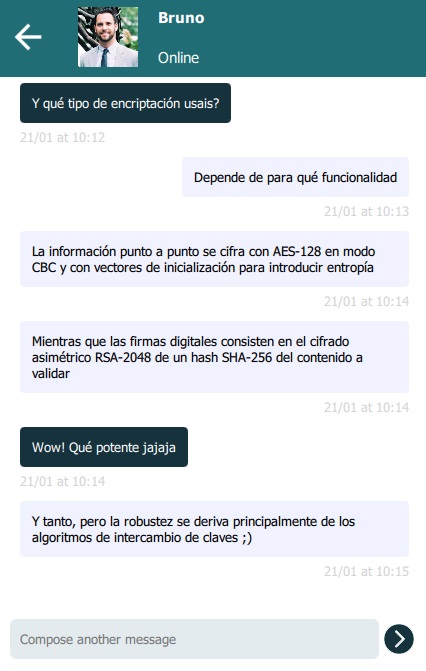 Bruno
Online
Y qué tipo de encriptación usais?
21/01 at 10:12
Depende de para qué funcionalidad
21/01 at 10:13
La información punto a punto se cifra con AES-128 en modo
CBC y con vectores de inicialización para introducir entropía
21/01 at 10:14
Mientras que las firmas digitales consisten en el cifrado
asimétrico RSA-2048 de un hash SHA-256 del contenido a
validar
21/01 at 10:14
Wow! Qué potente jajaja
21/01 at 10:14
Y tanto, pero la robustez se deriva principalmente de los
algoritmos de intercambio de claves ;)
21/01 at 10:15
Compose another message